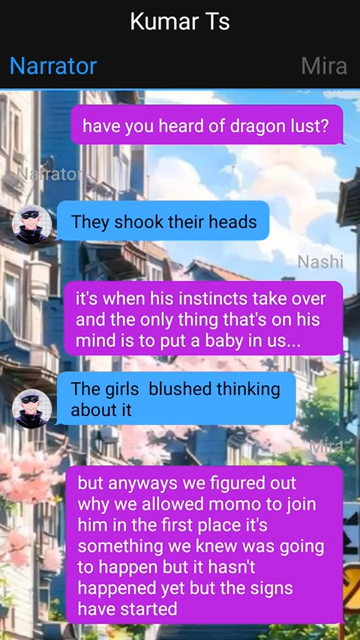 Kumar Ts
Narrator
Mira
have you heard of dragon lust?
Narrator
They shook their heads
Nashi
it's when his instincts take over
and the only thing that's on his
mind is to put a baby in us...
The girls  blushed thinking
about it
Mira
but anyways we figured out
why we allowed momo to join
him in the first place it's
something we knew was going
to happen but it hasn't
happened yet but the signs
have started